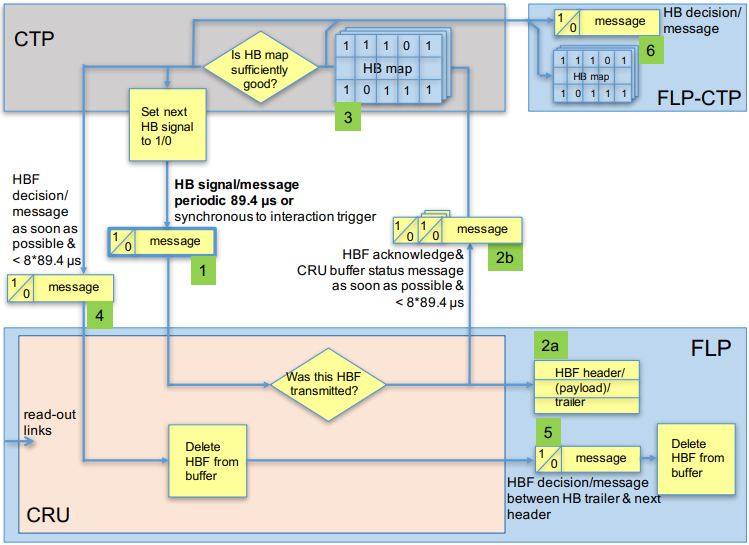 CTP
Is HB map
sufficiently
good?
1 1 1 0 1
HB map
1 0 1 1 1
3
1/0 message
HB decision/
message
6
1 1 1 0 1
HB map
1 0 1 1 1
FLP-CTP
Set next
HB signal
to 1/0
HBF
decision/
message
as soon as
possible &
< 8*89.4 µs
HB signal/message
periodic 89.4 µs or
synchronous to interaction trigger
1/0 message
1
1/0 1/0 message
2b
HBF acknowledge&
CRU buffer status message
as soon as possible &
< 8*89.4 µs
1/0 message
4
FLP
2a
Was this HBF
transmitted?
HBF header/
(payload)/
trailer
read-out
links
Delete
HBF from
buffer
5
1/0 message
Delete
HBF from
buffer
HBF decision/message
between HB trailer & next
header
CRU